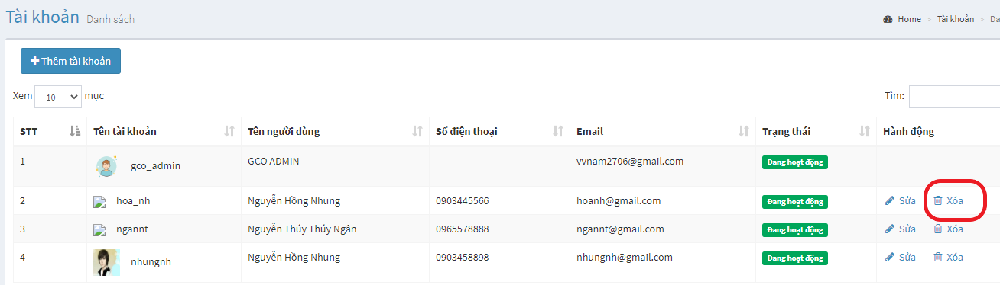 Tài khoản Danh sách
Home > Tài khoản > Da
Thêm tài khoản
Xem 10 mục
Tìm:
STT Tên tài khoản Tên người dùng Số điện thoại Email Trạng thái Hành động
1 gco_admin GCO ADMIN vvnam2706@gmail.com Đang hoạt động
2 hoa_nh Nguyễn Hồng Nhung 0903445566 hoanh@gmail.com Đang hoạt động Sửa Xóa
3 ngannt Nguyễn Thúy Thúy Ngân 0965578888 ngannt@gmail.com Đang hoạt động Sửa Xóa
4 nhungnh Nguyễn Hồng Nhung 0903458898 nhungnh@gmail.com Đang hoạt động Sửa Xóa